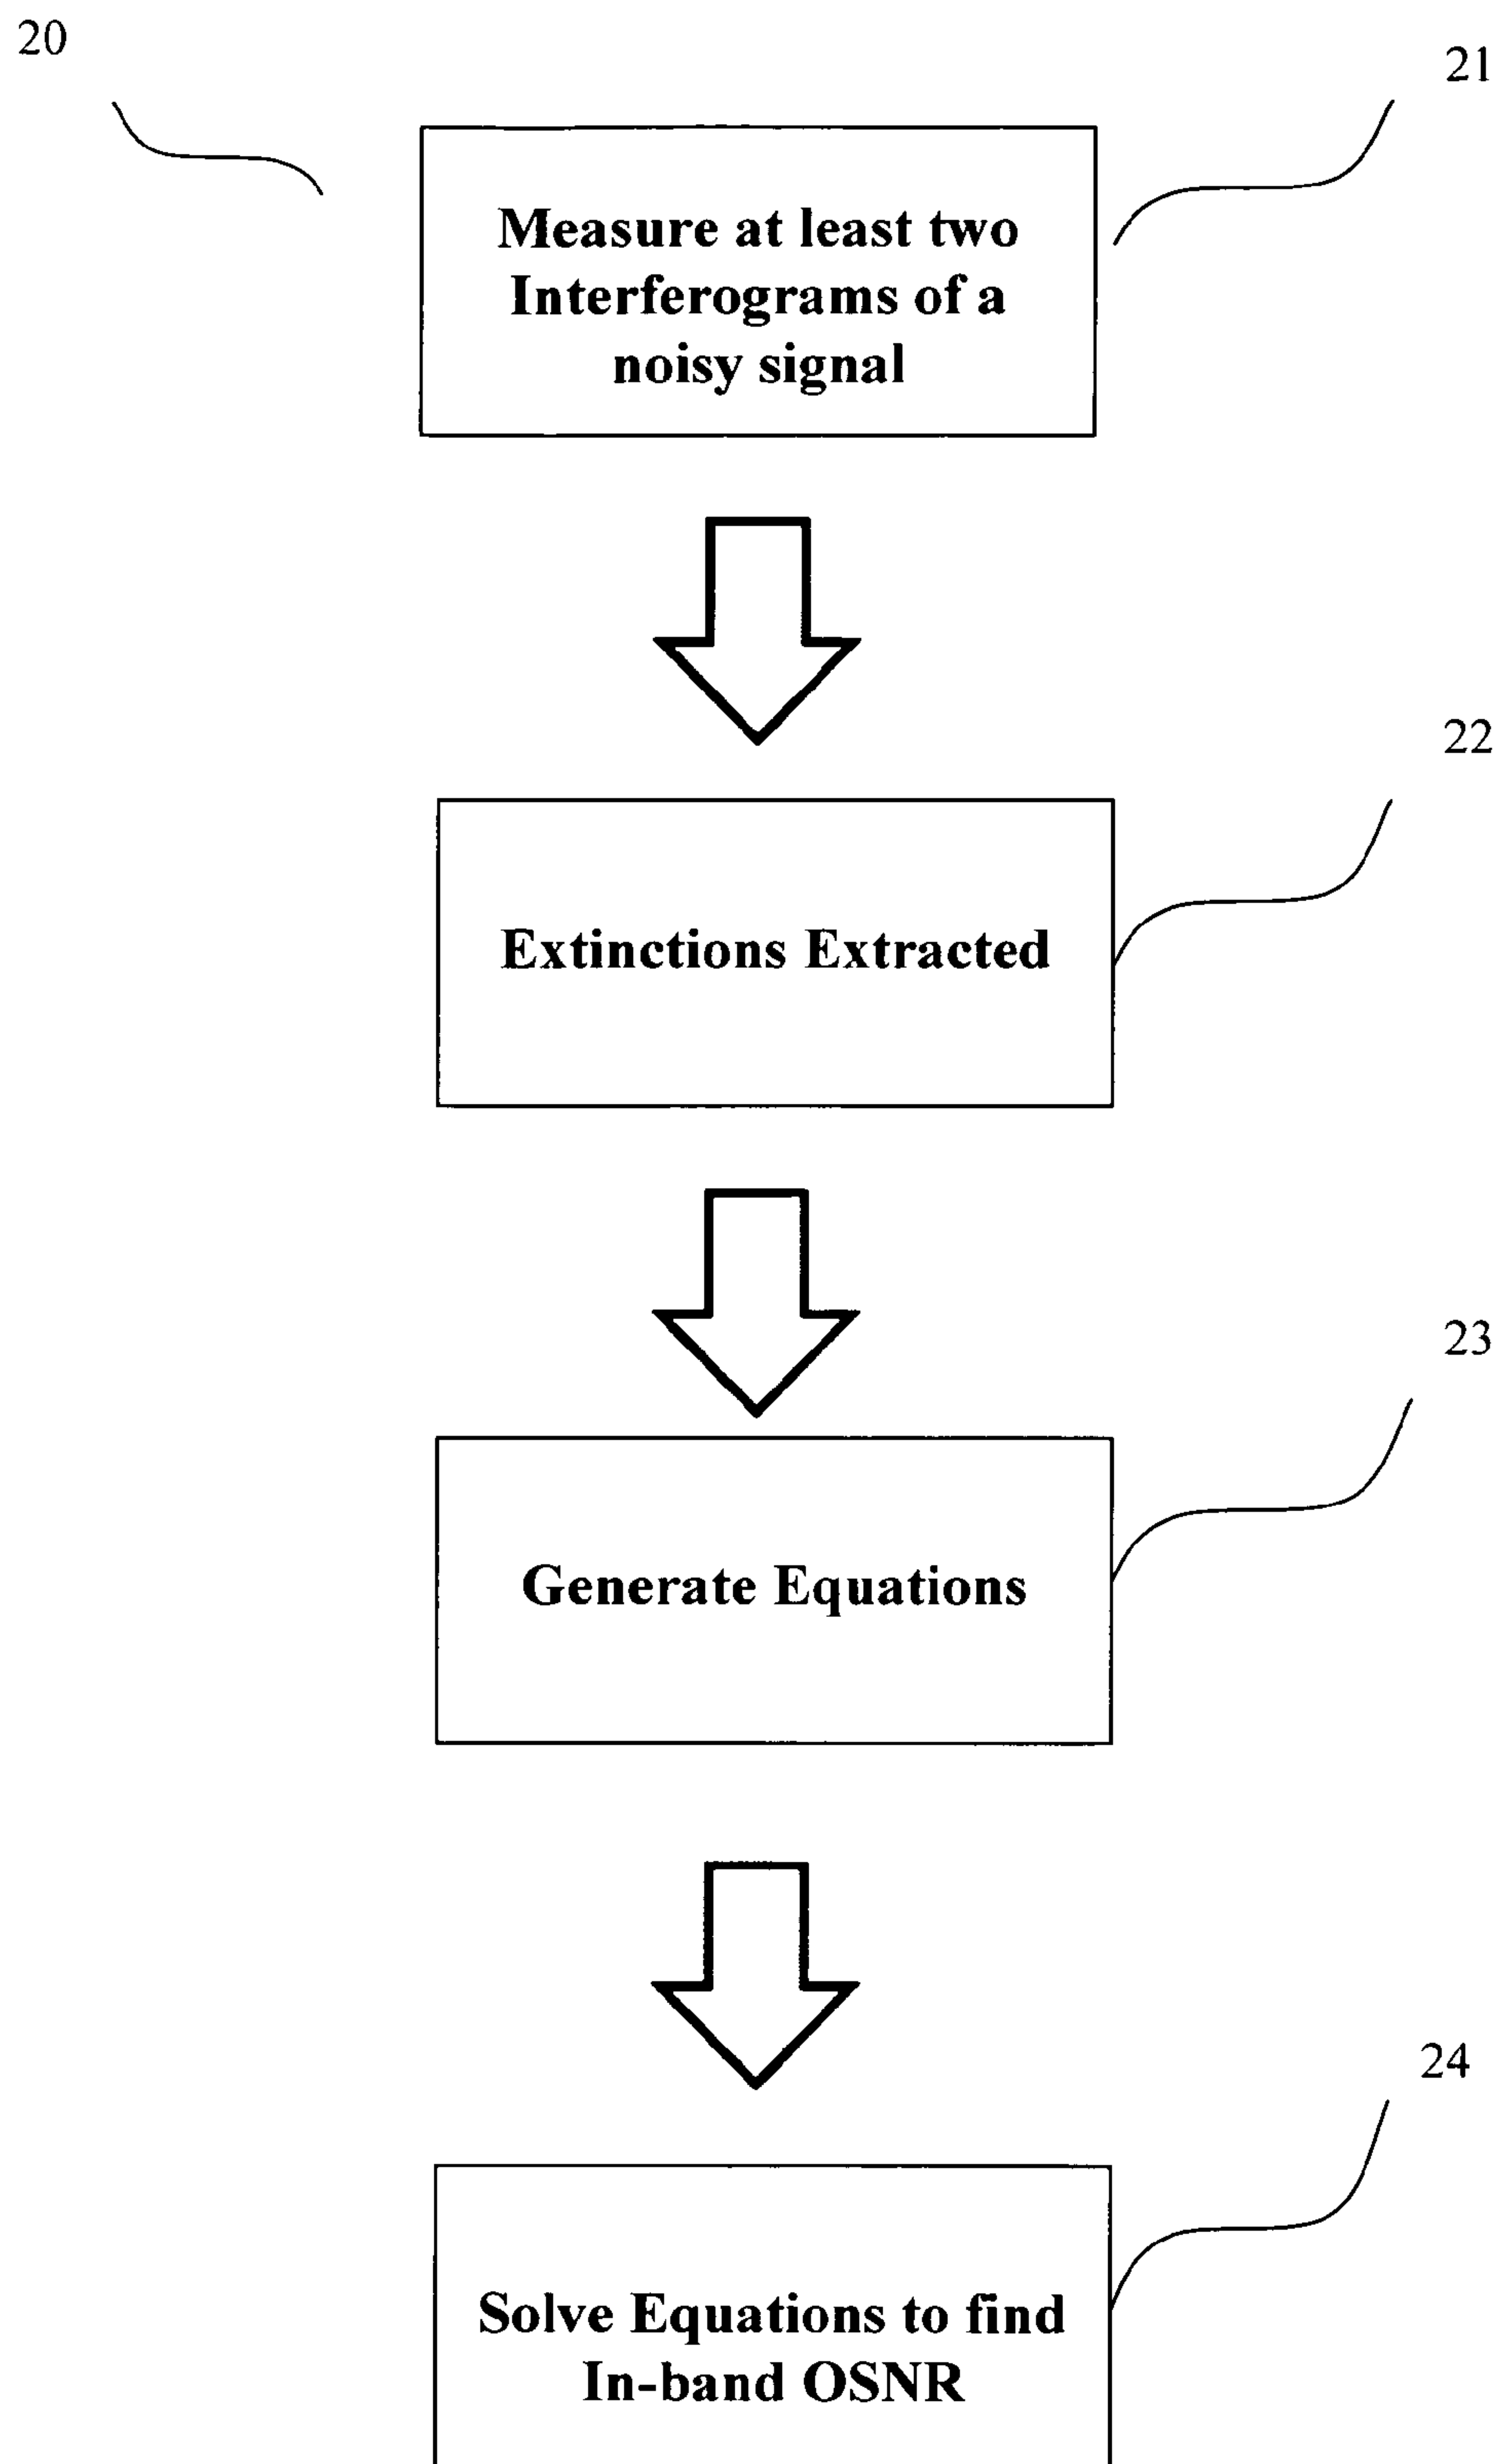 20
21
Measure at least two
Interferograms of a
noisy signal
22
Extinctions Extracted
23
Generate Equations
24
Solve Equations to find
In-band OSNR